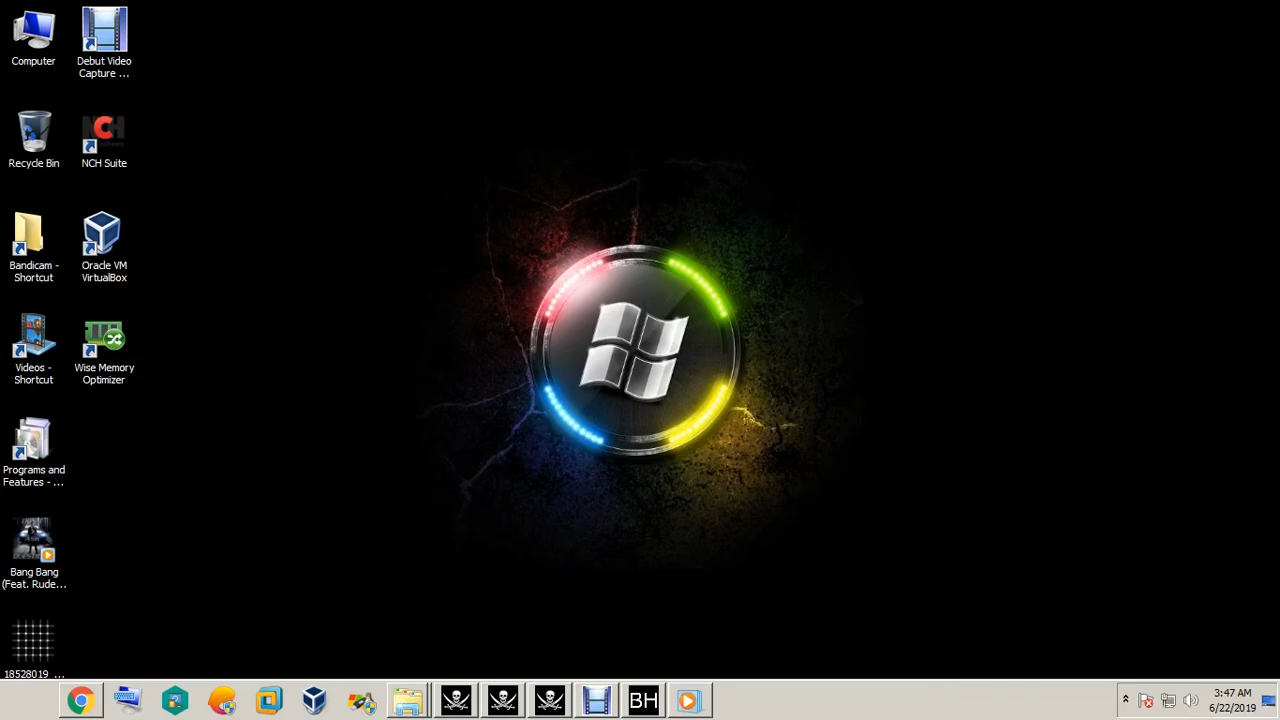 Computer
Debut Video
Capture ...
Recycle Bin
NCH
NCH Suite
Bandicam -
Shortcut
Oracle VM
VirtualBox
Videos -
Shortcut
Wise Memory
Optimizer
Programs and
Features - ...
Bang Bang
(Feat. Rude...
18528019 ...
BH
3:47 AM
6/22/2019